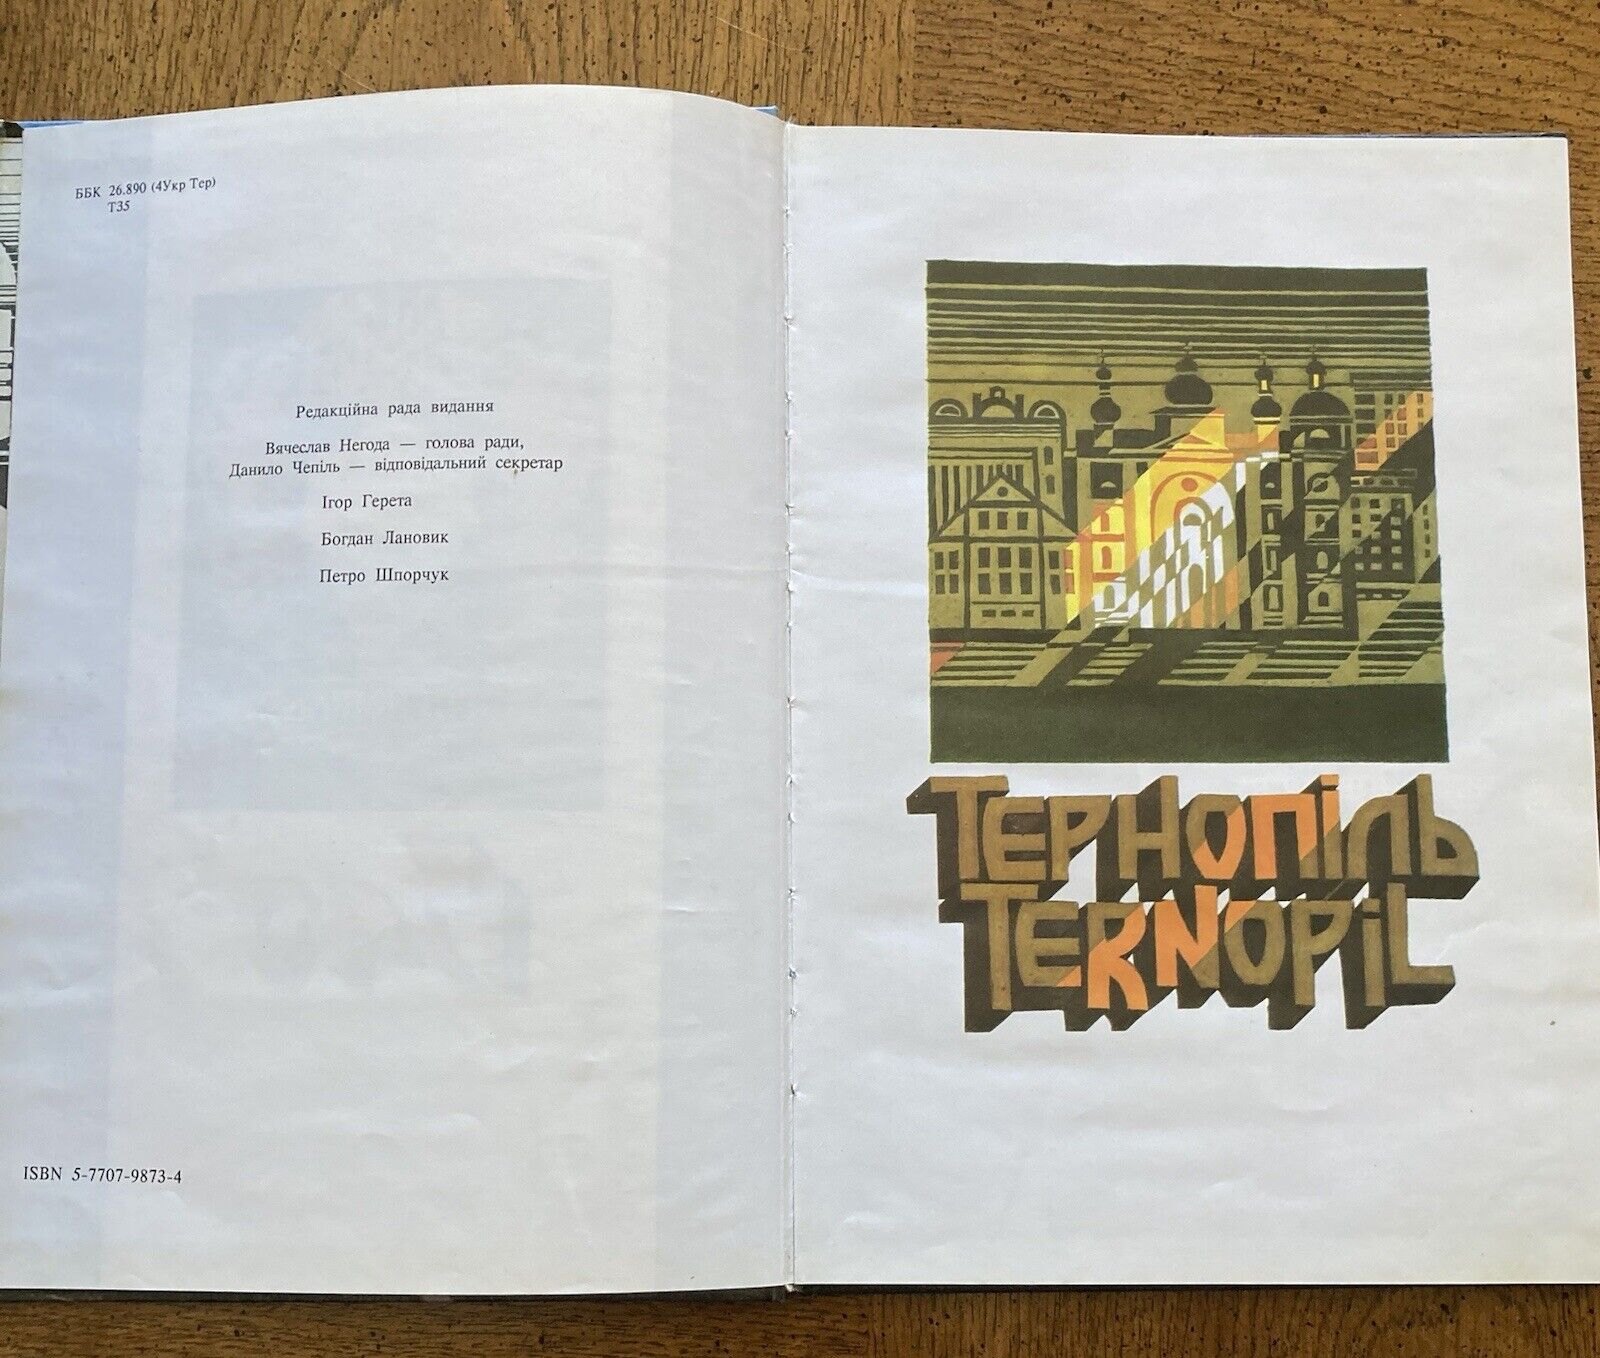 ББК 26.890 (4Укр Тер)
Т35
Редакційна рада видання
Вячеслав Негода — голова ради,
Данило Чепіль — відповідальний секретар
Ігор Герета
Богдан Лановик
Петро Шпорчук
ISBN 5-7707-9873-4
ТЕРНОПіЛЬ
TERNOPiL